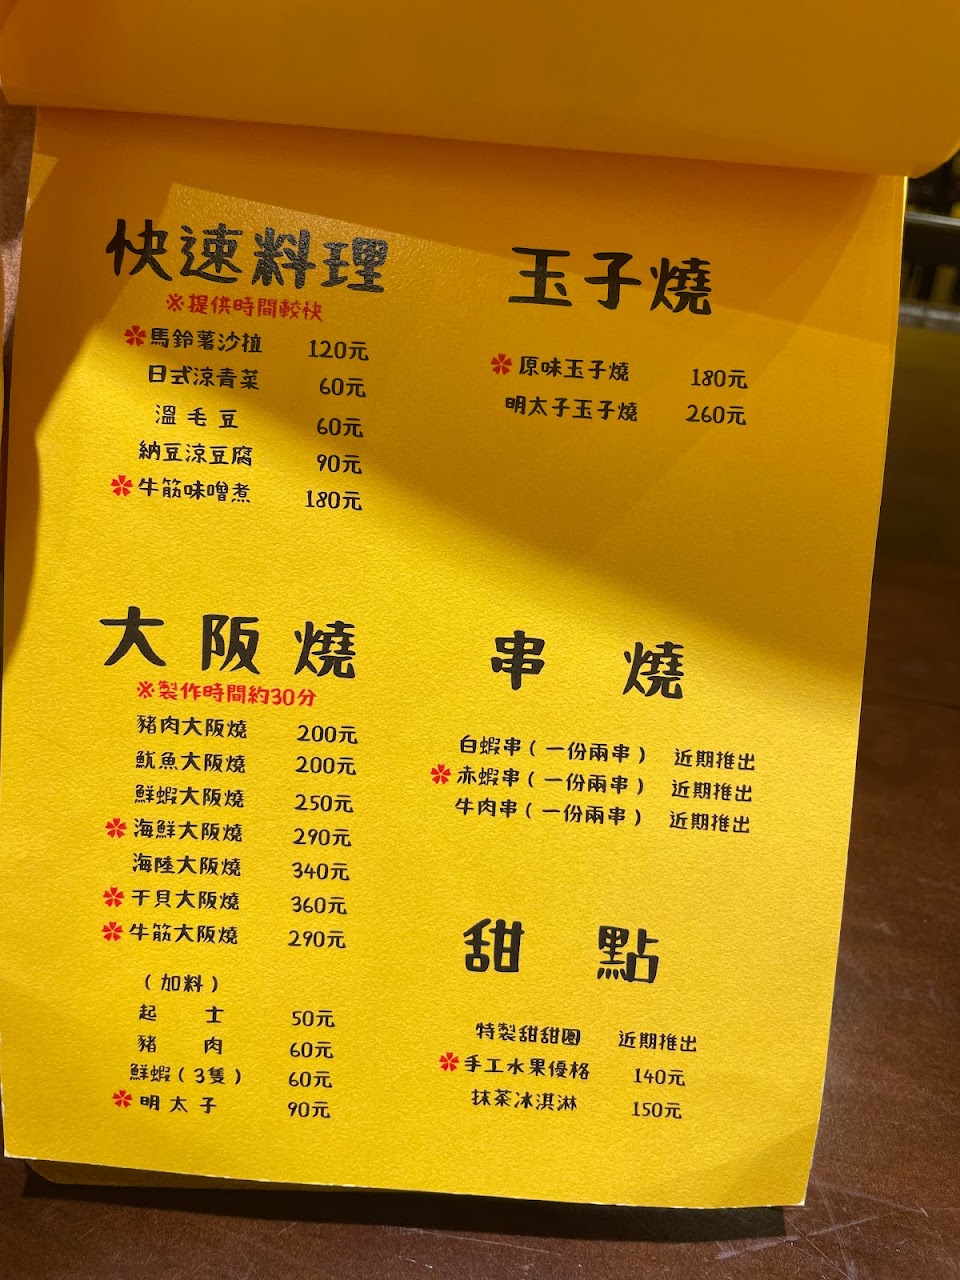 快速料理
※提供時間較快
馬鈴薯沙拉 120元
日式涼青菜 60元
溫毛豆 60元
納豆涼豆腐 90元
牛筋味噌煮 180元
玉子燒
原味玉子燒 180元
明太子玉子燒 260元
大阪燒
※製作時間約30分
豬肉大阪燒 200元
魷魚大阪燒 200元
鮮蝦大阪燒 250元
海鮮大阪燒 290元
海陸大阪燒 340元
干貝大阪燒 360元
牛筋大阪燒 290元
(加料)
起士 50元
豬肉 60元
鮮蝦(3隻) 60元
明太子 90元
串燒
白蝦串(一份兩串) 近期推出
赤蝦串(一份兩串) 近期推出
牛肉串(一份兩串) 近期推出
甜點
特製甜甜圈 近期推出
手工水果優格 140元
抹茶冰淇淋 150元